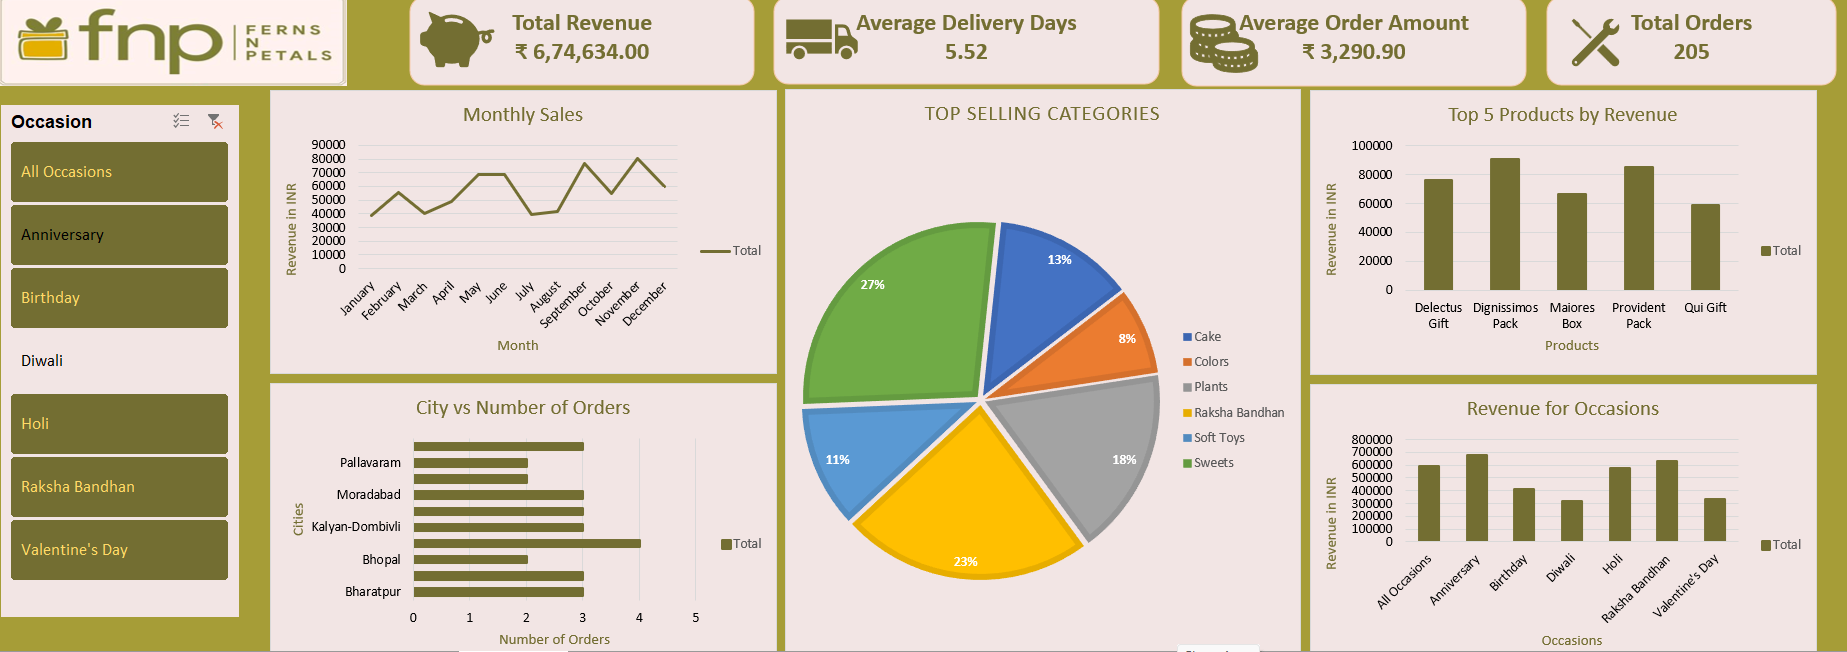 fnp
FERNS
N
PETALS
Total Revenue
₹ 6,74,634.00
Average Delivery Days
5.52
Average Order Amount
₹ 3,290.90
Total Orders
205
Occasion
All Occasions
Anniversary
Birthday
Diwali
Holi
Raksha Bandhan
Valentine's Day
Monthly Sales
Revenue in INR
90000
80000
70000
60000
50000
40000
30000
20000
10000
0
January
February
March
April
May
June
July
August
September
October
November
December
Month
Total
City vs Number of Orders
Cities
Pallavaram
Moradabad
Kalyan-Dombivli
Bhopal
Bharatpur
0 1 2 3 4 5
Number of Orders
Total
TOP SELLING CATEGORIES
13%
8%
18%
23%
11%
27%
Cake
Colors
Plants
Raksha Bandhan
Soft Toys
Sweets
Top 5 Products by Revenue
Revenue in INR
100000
80000
60000
40000
20000
0
Delectus Gift
Dignissimos Pack
Maiores Box
Provident Pack
Qui Gift
Products
Total
Revenue for Occasions
Revenue in INR
800000
700000
600000
500000
400000
300000
200000
100000
0
All Occasions
Anniversary
Birthday
Diwali
Holi
Raksha Bandhan
Valentine's Day
Occasions
Total